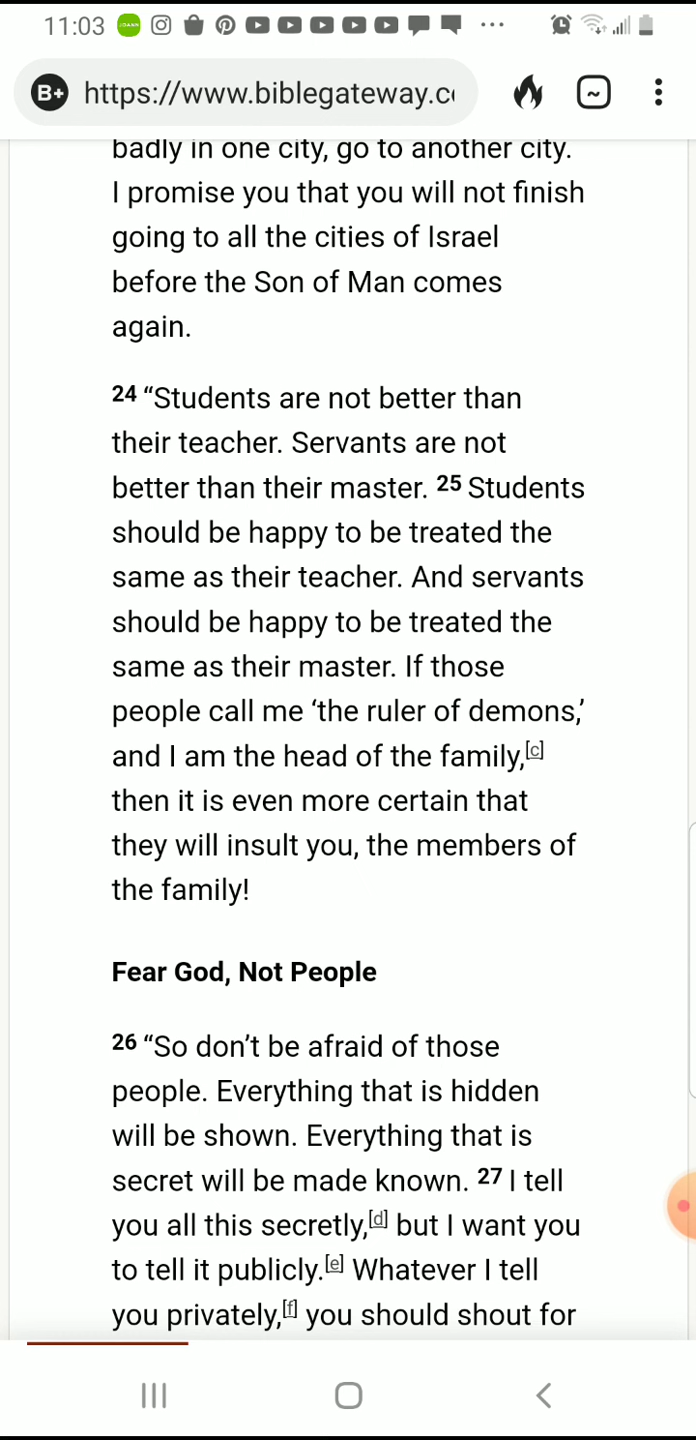 11:03
JOANN
B+ https://www.biblegateway.c
badly in one city, go to another city.
I promise you that you will not finish
going to all the cities of Israel
before the Son of Man comes
again.
24 “Students are not better than
their teacher. Servants are not
better than their master. 25 Students
should be happy to be treated the
same as their teacher. And servants
should be happy to be treated the
same as their master. If those
people call me ‘the ruler of demons,’
and I am the head of the family,[c]
then it is even more certain that
they will insult you, the members of
the family!
Fear God, Not People
26 “So don’t be afraid of those
people. Everything that is hidden
will be shown. Everything that is
secret will be made known. 27 I tell
you all this secretly,[d] but I want you
to tell it publicly.[e] Whatever I tell
you privately,[f] you should shout for